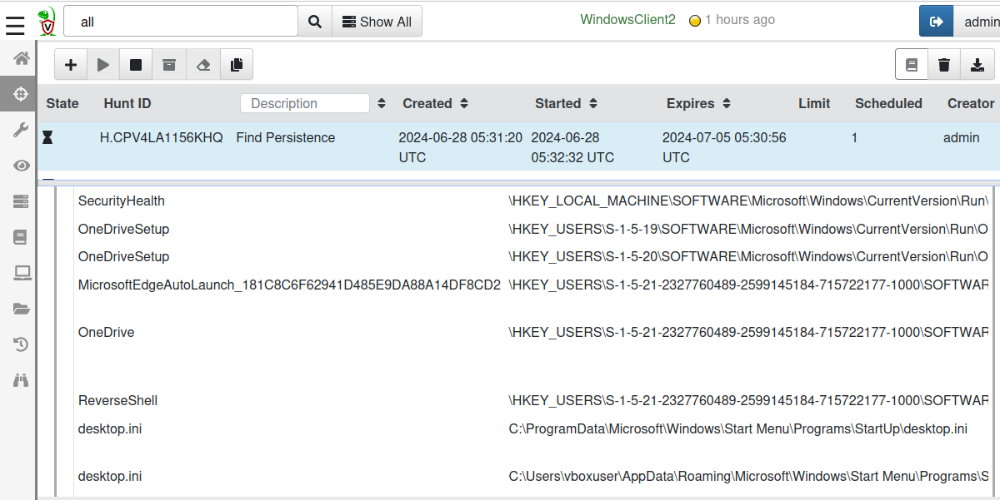 all Show All WindowsClient2 1 hours ago admin
State Hunt ID Description Created Started Expires Limit Scheduled Creator
H.CPV4LA1156KHQ Find Persistence 2024-06-28 05:31:20 2024-06-28 2024-07-05 05:30:56 1 admin
UTC 05:32:32 UTC UTC
SecurityHealth \HKEY_LOCAL_MACHINE\SOFTWARE\Microsoft\Windows\CurrentVersion\Run\
OneDriveSetup \HKEY_USERS\S-1-5-19\SOFTWARE\Microsoft\Windows\CurrentVersion\Run\O
OneDriveSetup \HKEY_USERS\S-1-5-20\SOFTWARE\Microsoft\Windows\CurrentVersion\Run\O
MicrosoftEdgeAutoLaunch_181C8C6F62941D485E9DA88A14DF8CD2 \HKEY_USERS\S-1-5-21-2327760489-2599145184-715722177-1000\SOFTWAR
OneDrive \HKEY_USERS\S-1-5-21-2327760489-2599145184-715722177-1000\SOFTWAR
ReverseShell \HKEY_USERS\S-1-5-21-2327760489-2599145184-715722177-1000\SOFTWAR
desktop.ini C:\ProgramData\Microsoft\Windows\Start Menu\Programs\StartUp\desktop.ini
desktop.ini C:\Users\vboxuser\AppData\Roaming\Microsoft\Windows\Start Menu\Programs\S